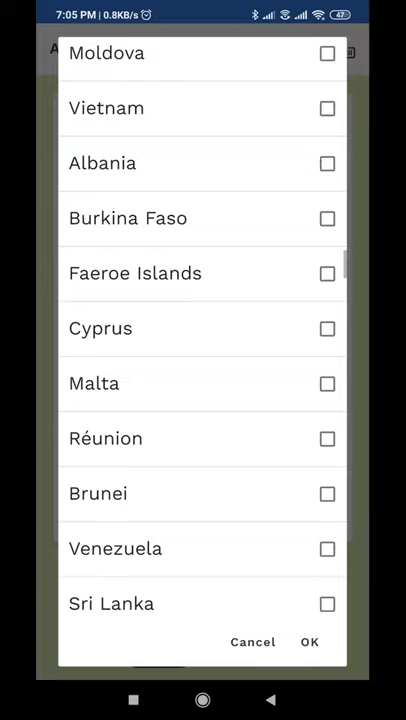 7:05 PM | 0.8KB/s
47
A
Moldova
Vietnam
Albania
Burkina Faso
Faeroe Islands
Cyprus
Malta
Réunion
Brunei
Venezuela
Sri Lanka
Cancel OK